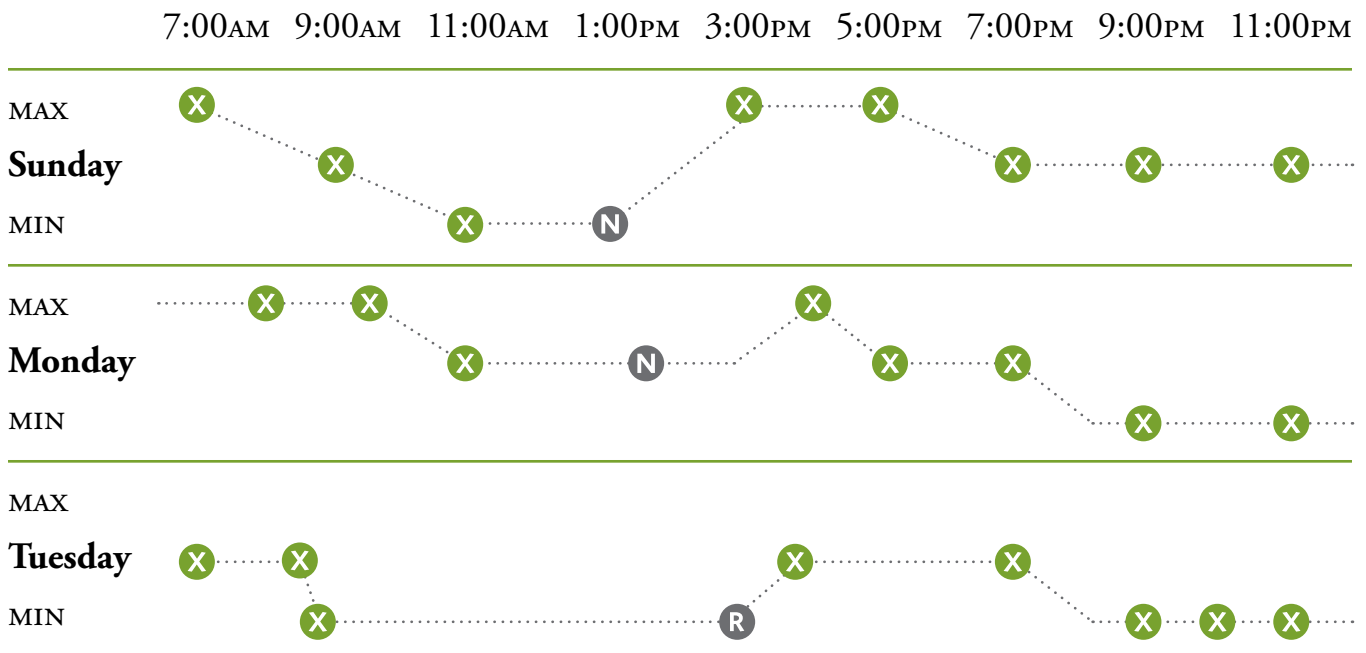 7:00AM 9:00AM 11:00AM 1:00PM 3:00PM 5:00PM 7:00PM 9:00PM 11:00PM
MAX X X X
Sunday X X X X
MIN X N
MAX X X X
Monday X N X X
MIN X X
MAX
Tuesday X X X X
MIN X R X X X